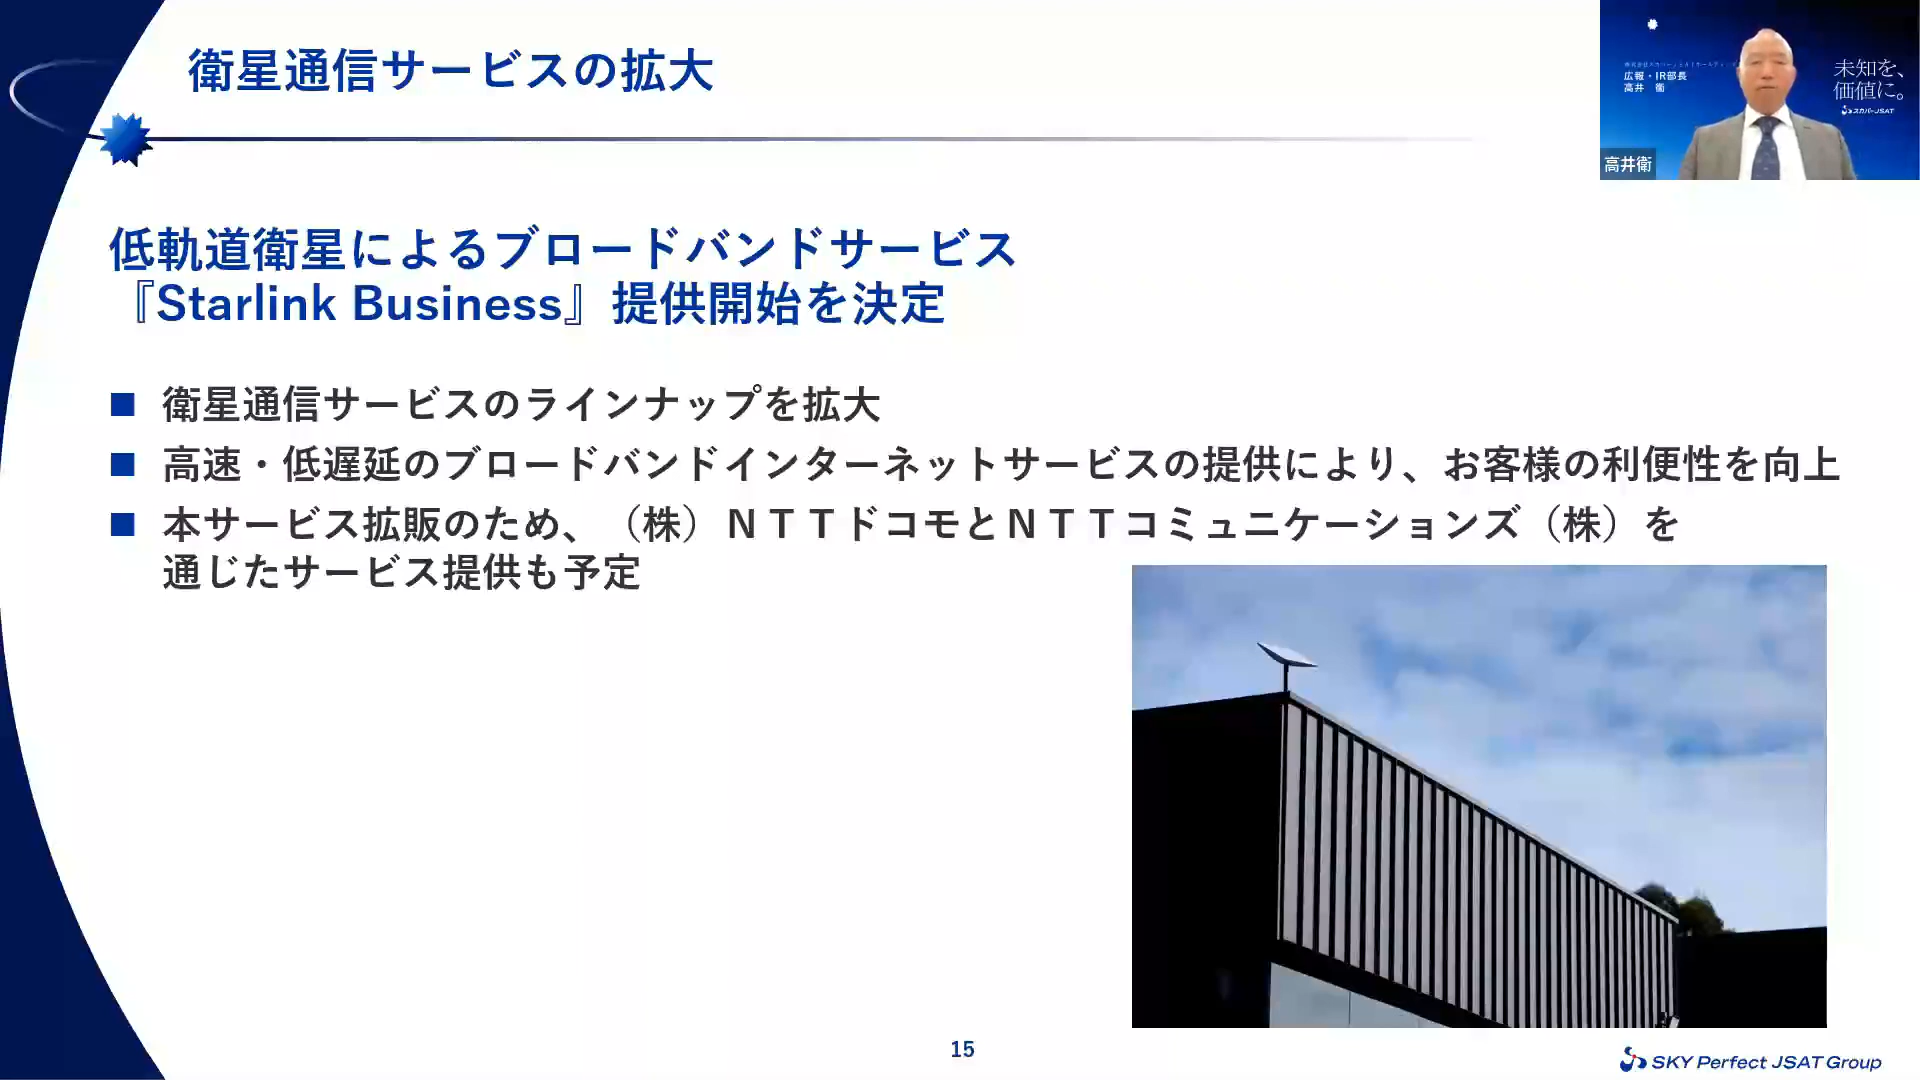 衛星通信サービスの拡大
広報・IR部長
高井 衛
未知を、
価値に。
スカパーJSAT
高井衛
低軌道衛星によるブロードバンドサービス
『Starlink Business』提供開始を決定
■ 衛星通信サービスのラインナップを拡大
■ 高速・低遅延のブロードバンドインターネットサービスの提供により、お客様の利便性を向上
■ 本サービス拡販のため、（株）ＮＴＴドコモとＮＴＴコミュニケーションズ（株）を
通じたサービス提供も予定
15
SKY Perfect JSAT Group